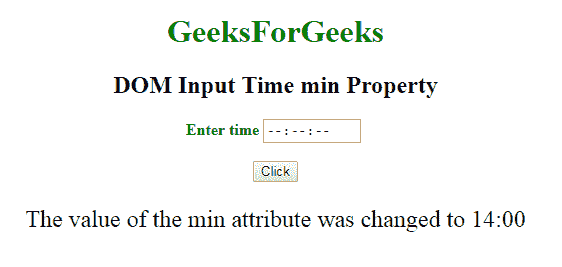 GeeksForGeeks
DOM Input Time min Property
Enter time --:--:--
Click
The value of the min attribute was changed to 14:00